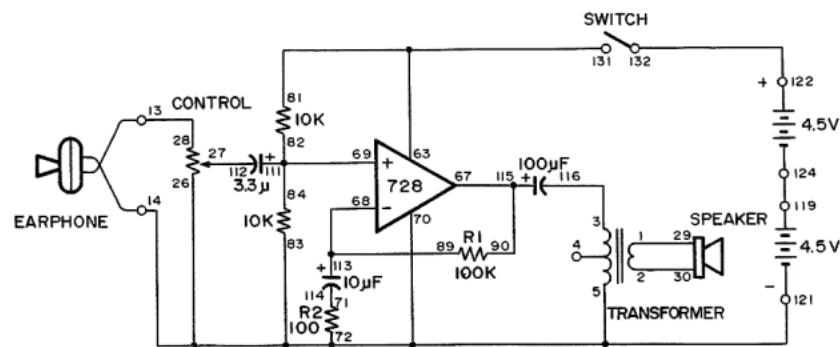 SWITCH
131 132
+ 122
4.5V
124
119
4.5V
- 121
13
CONTROL
28 27
26
14
EARPHONE
112 + 111
3.3μ
81
10K
82
84
10K
83
69 +
68 -
728
63
67
70
115
100μF
+ 116
89 R1 90
100K
+ 113
10μF
114 71
R2
100 72
3
4
5
1
2
29
30
SPEAKER
TRANSFORMER